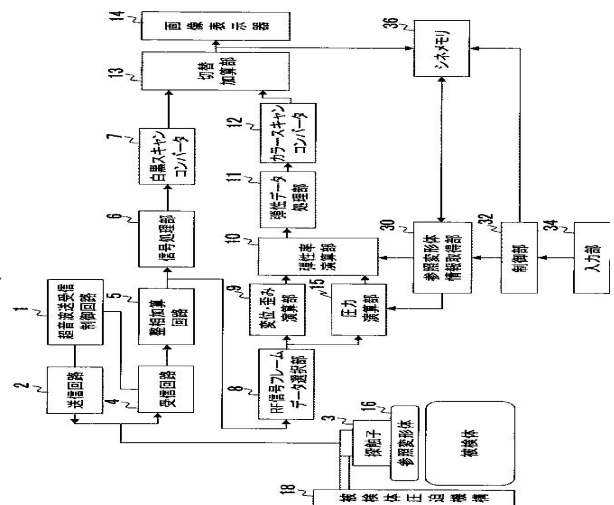 1
超音波送受信
制御回路
2
送信回路
4
受信回路
5
整相加算
回路
6
信号処理部
7
白黒スキャン
コンバータ
13
切替
加算部
14
画像表示器
8
RF信号フレーム
データ選択部
9
変位・歪み
演算部
15
圧力
演算部
10
弾性率
演算部
11
弾性データ
処理部
12
カラースキャン
コンバータ
3
探触子
16
参照変形体
被検体
18
被検体圧迫機構
30
参照変形体
情報取得部
32
制御部
34
入力部
36
シネメモリ